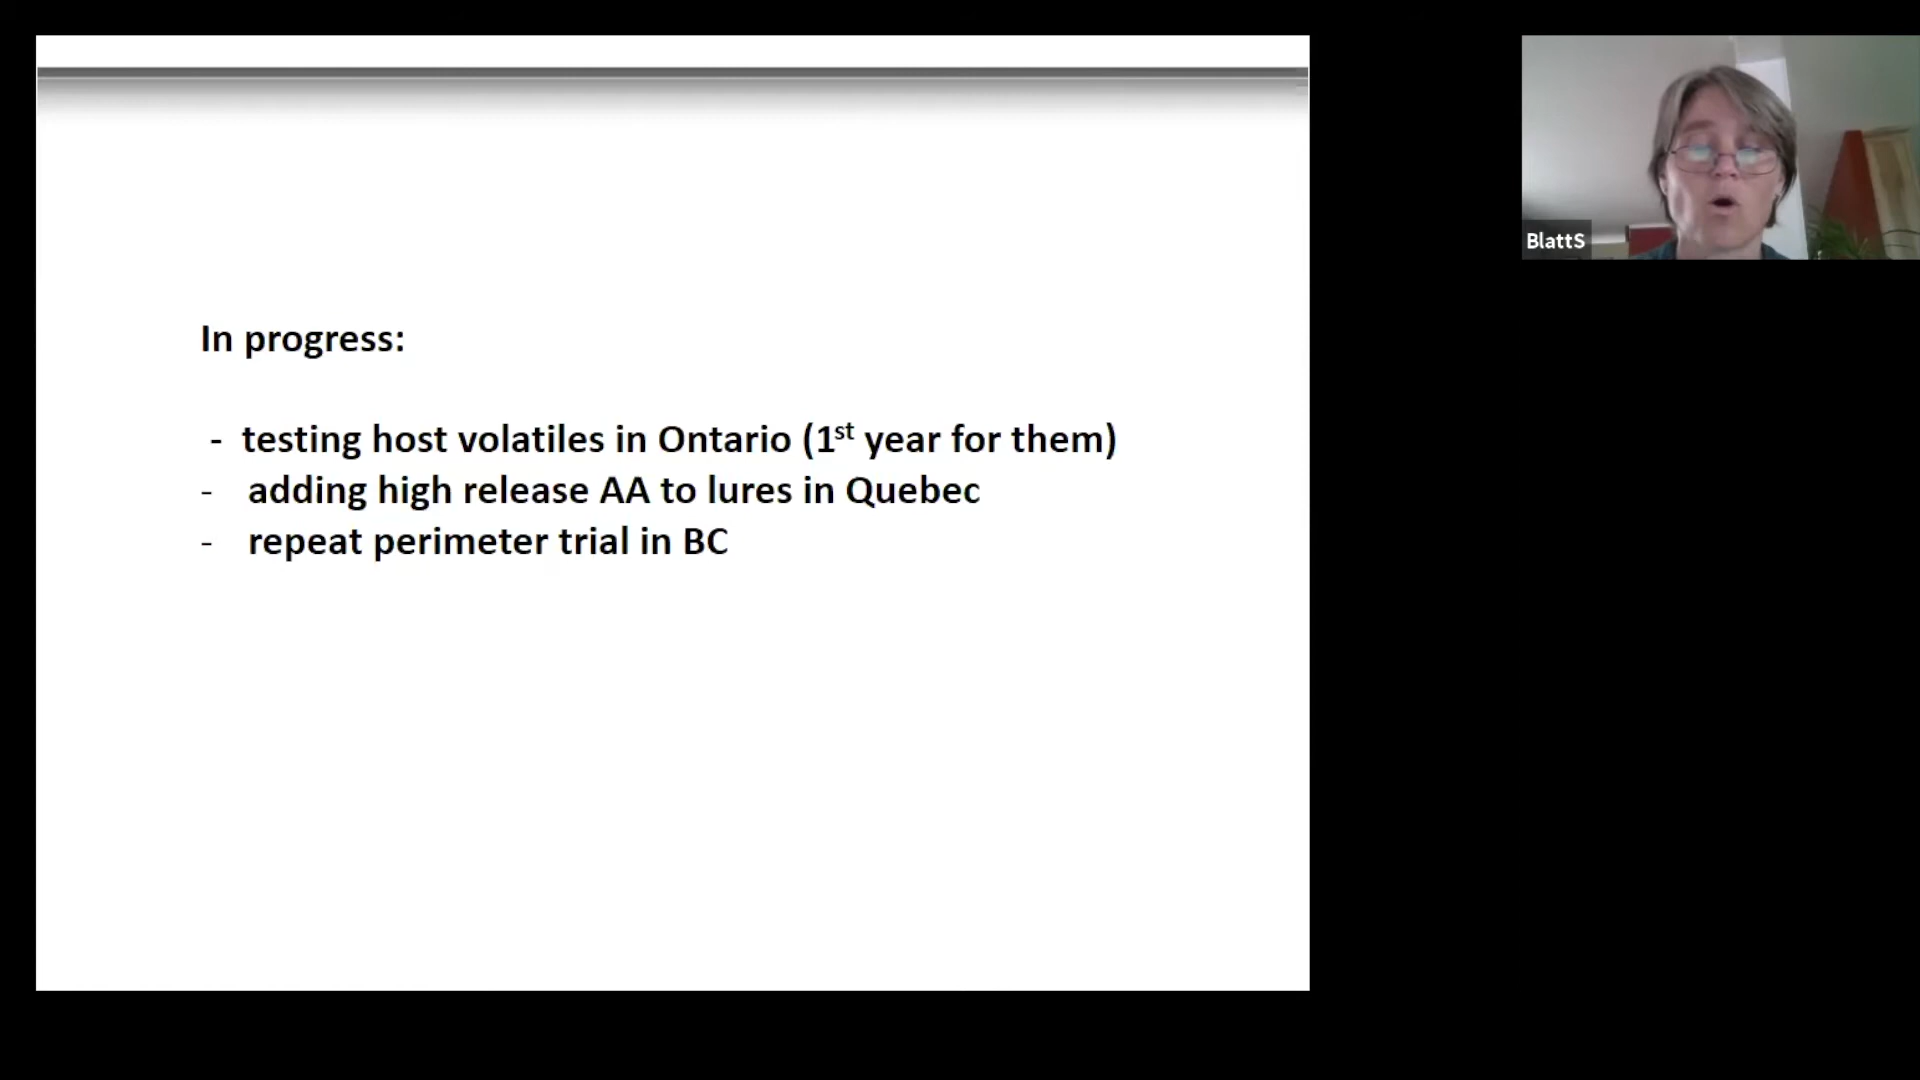 In progress:
- testing host volatiles in Ontario (1st year for them)
- adding high release AA to lures in Quebec
- repeat perimeter trial in BC
BlattS